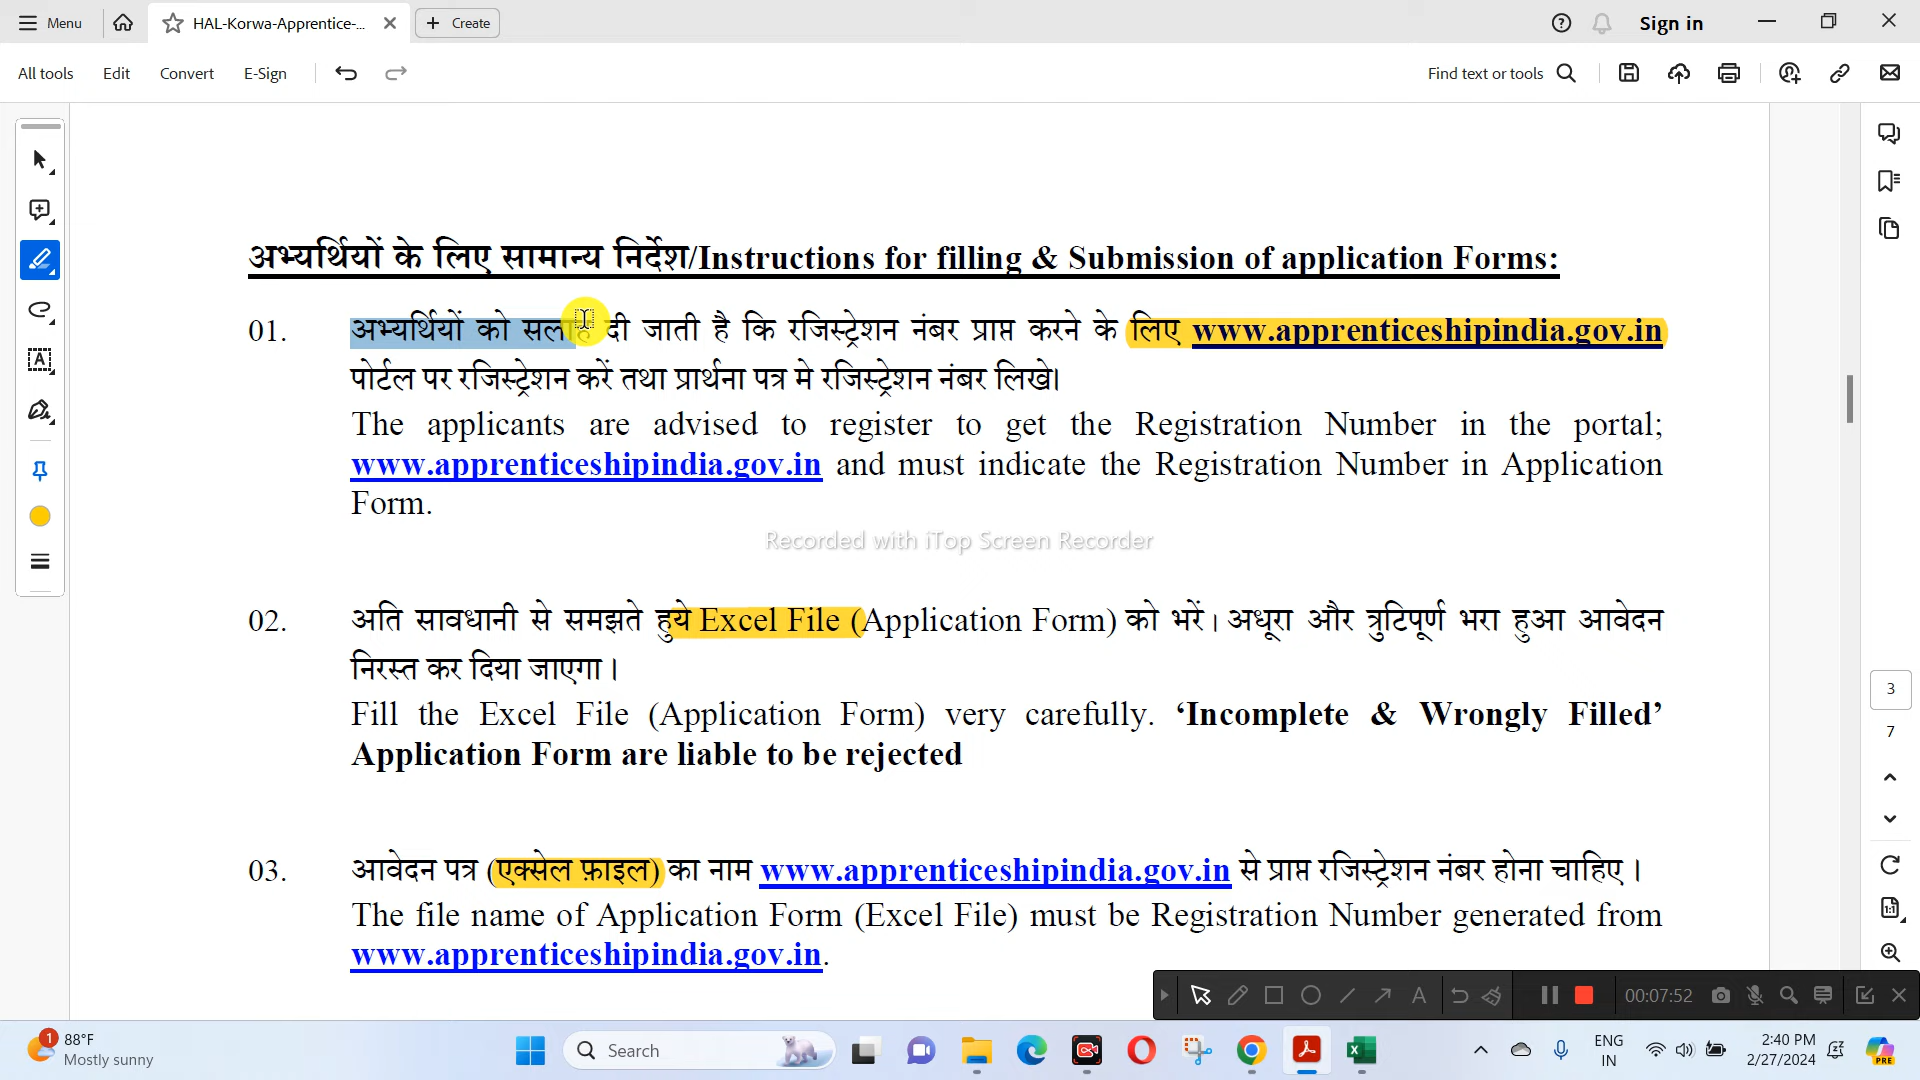 Menu
HAL-Korwa-Apprentice-...
Create
Sign in
All tools Edit Convert E-Sign
Find text or tools
अभ्यर्थियों के लिए सामान्य निर्देश/Instructions for filling & Submission of application Forms:
01. अभ्यर्थियों को सलाह दी जाती है कि रजिस्ट्रेशन नंबर प्राप्त करने के लिए www.apprenticeshipindia.gov.in
पोर्टल पर रजिस्ट्रेशन करें तथा प्रार्थना पत्र मे रजिस्ट्रेशन नंबर लिखे।
The applicants are advised to register to get the Registration Number in the portal;
www.apprenticeshipindia.gov.in and must indicate the Registration Number in Application
Form.
Recorded with iTop Screen Recorder
02. अति सावधानी से समझते हुये Excel File (Application Form) को भरें। अधूरा और त्रुटिपूर्ण भरा हुआ आवेदन
निरस्त कर दिया जाएगा।
Fill the Excel File (Application Form) very carefully. ‘Incomplete & Wrongly Filled’
Application Form are liable to be rejected
03. आवेदन पत्र (एक्सेल फ़ाइल) का नाम www.apprenticeshipindia.gov.in से प्राप्त रजिस्ट्रेशन नंबर होना चाहिए।
The file name of Application Form (Excel File) must be Registration Number generated from
www.apprenticeshipindia.gov.in.
3
7
1:1
A
A
00:07:52
1
88°F
Mostly sunny
Search
ENG
IN
2:40 PM
2/27/2024
PRE